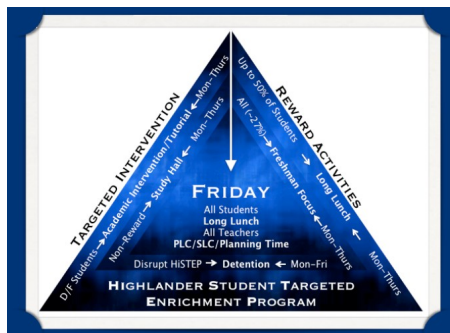 TARGETED INTERVENTION
D/F Students → Academic Intervention/Tutorial ← Mon-Thurs
Non-Reward → Study Hall ← Mon-Thurs
REWARD ACTIVITIES
Up to 50% of Students → Long Lunch ← Mon-Thurs
All (~27%) → Freshman Focus ← Mon-Thurs
FRIDAY
All Students
Long Lunch
All Teachers
PLC/SLC/Planning Time
Disrupt HiSTEP → Detention ← Mon-Fri
HIGHLANDER STUDENT TARGETED
ENRICHMENT PROGRAM